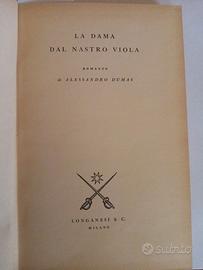 LA DAMA
DAL NASTRO VIOLA
ROMANZO
di ALESSANDRO DUMAS
LONGANESI & C.
MILANO
subito